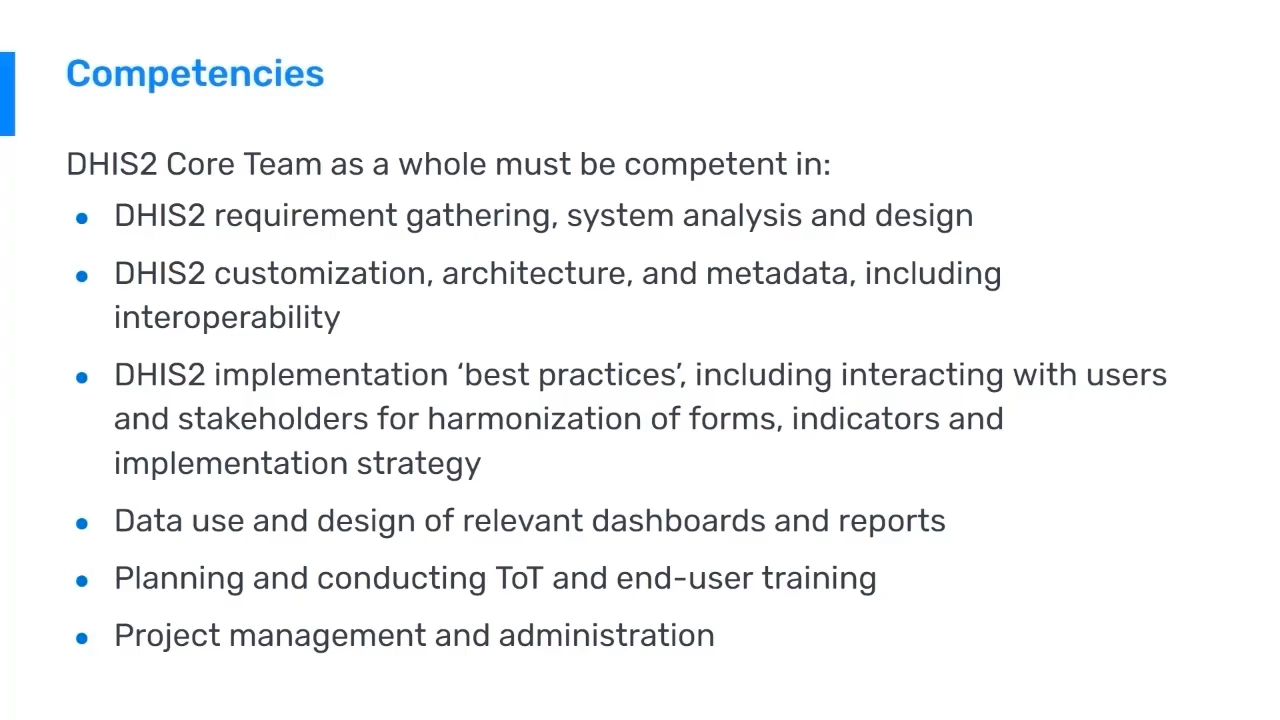 Competencies
DHIS2 Core Team as a whole must be competent in:
• DHIS2 requirement gathering, system analysis and design
• DHIS2 customization, architecture, and metadata, including
interoperability
• DHIS2 implementation ‘best practices’, including interacting with users
and stakeholders for harmonization of forms, indicators and
implementation strategy
• Data use and design of relevant dashboards and reports
• Planning and conducting ToT and end-user training
• Project management and administration